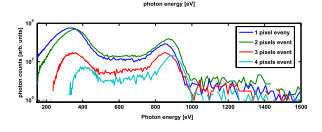 photon energy [eV]
photon counts [arb. units]
1 pixel eveny
2 pixels event
3 pixels event
4 pixels event
200
400
600
800
1000
1200
1400
1600
Photon energy [eV]